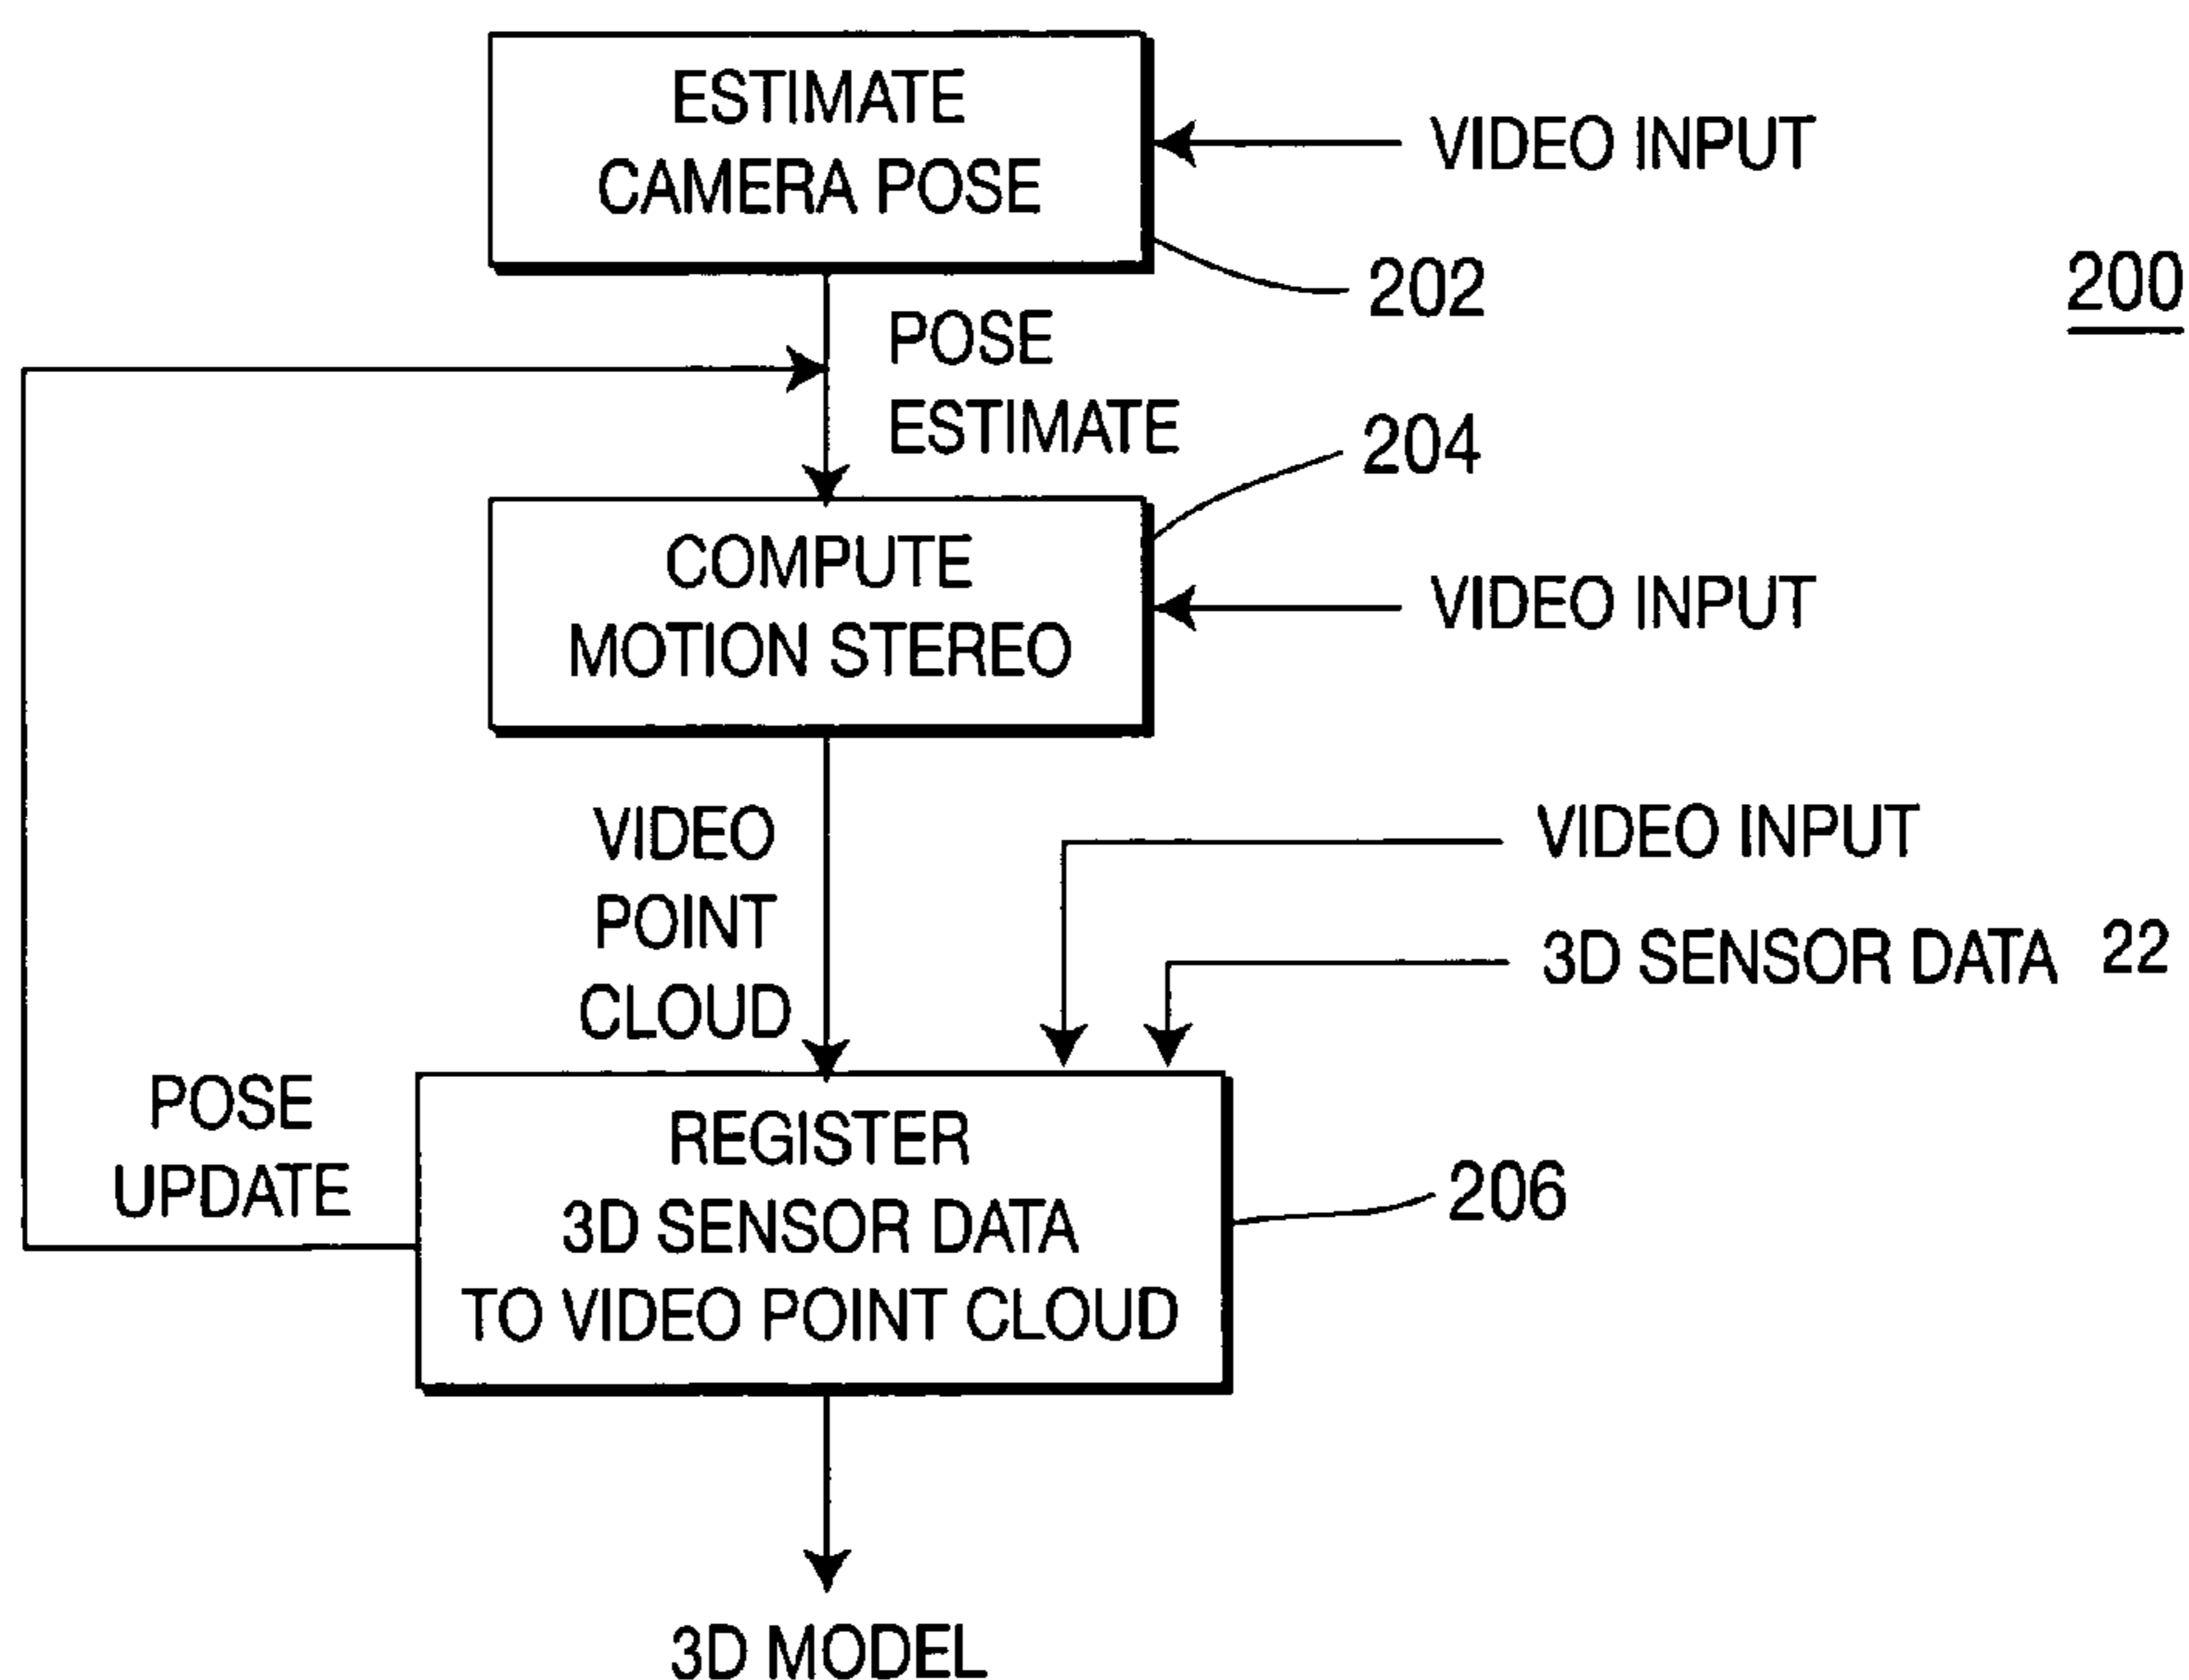 ESTIMATE
CAMERA POSE
VIDEO INPUT
202
200
POSE
ESTIMATE
204
COMPUTE
MOTION STEREO
VIDEO INPUT
VIDEO
POINT
CLOUD
VIDEO INPUT
3D SENSOR DATA 22
POSE
UPDATE
REGISTER
3D SENSOR DATA
TO VIDEO POINT CLOUD
206
3D MODEL